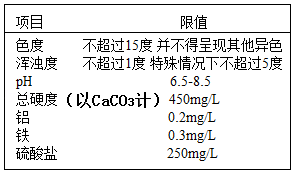 项目 限值
色度 不超过15度 并不得呈现其他异色
浑浊度 不超过1度 特殊情况下不超过5度
pH 6.5-8.5
总硬度（以CaCO3计） 450mg/L
铝 0.2mg/L
铁 0.3mg/L
硫酸盐 250mg/L